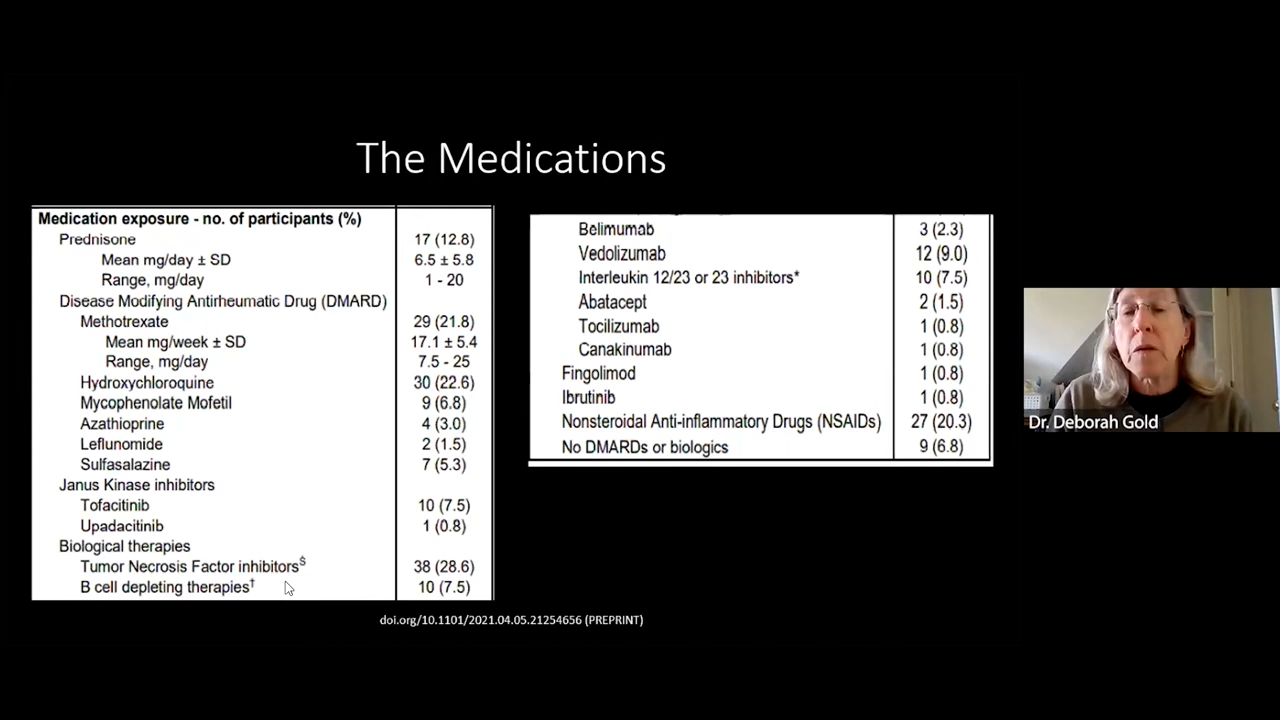 The Medications
Medication exposure - no. of participants (%)
Prednisone 17 (12.8)
Mean mg/day ± SD 6.5 ± 5.8
Range, mg/day 1 - 20
Disease Modifying Antirheumatic Drug (DMARD)
Methotrexate 29 (21.8)
Mean mg/week ± SD 17.1 ± 5.4
Range, mg/day 7.5 - 25
Hydroxychloroquine 30 (22.6)
Mycophenolate Mofetil 9 (6.8)
Azathioprine 4 (3.0)
Leflunomide 2 (1.5)
Sulfasalazine 7 (5.3)
Janus Kinase inhibitors
Tofacitinib 10 (7.5)
Upadacitinib 1 (0.8)
Biological therapies
Tumor Necrosis Factor inhibitors$ 38 (28.6)
B cell depleting therapies† 10 (7.5)
Belimumab 3 (2.3)
Vedolizumab 12 (9.0)
Interleukin 12/23 or 23 inhibitors* 10 (7.5)
Abatacept 2 (1.5)
Tocilizumab 1 (0.8)
Canakinumab 1 (0.8)
Fingolimod 1 (0.8)
Ibrutinib 1 (0.8)
Nonsteroidal Anti-inflammatory Drugs (NSAIDs) 27 (20.3)
No DMARDs or biologics 9 (6.8)
doi.org/10.1101/2021.04.05.21254656 (PREPRINT)
Dr. Deborah Gold